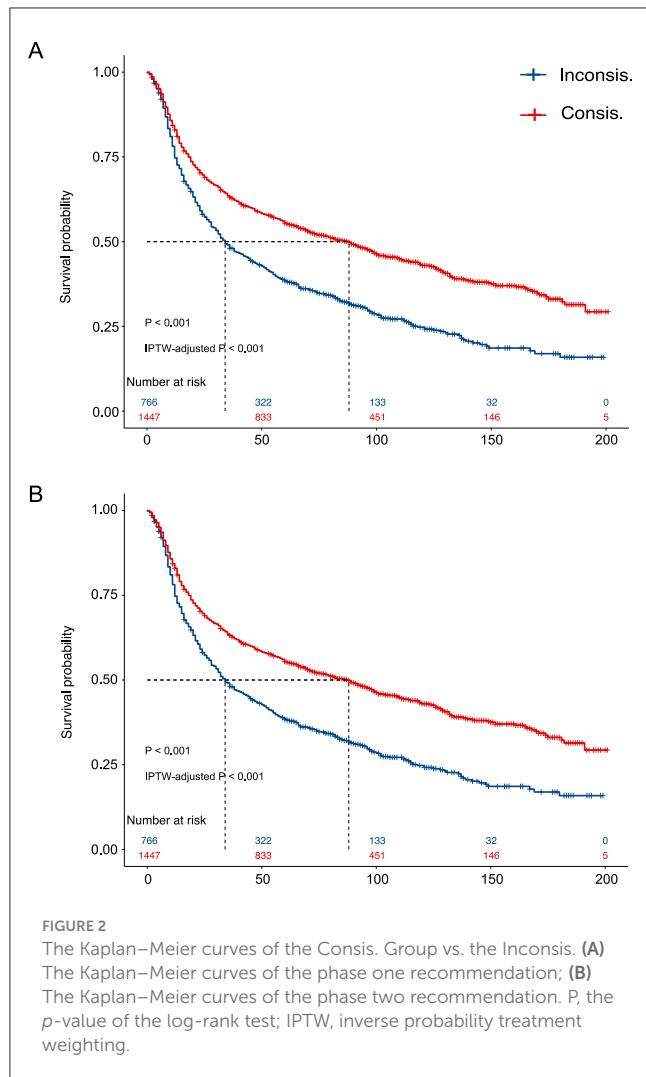 A
Inconsis.
Consis.
1.00
0.75
0.50
0.25
0.00
Survival probability
P < 0.001
IPTW-adjusted P < 0.001
Number at risk
766 322 133 32 0
1447 833 451 146 5
0 50 100 150 200
B
1.00
0.75
0.50
0.25
0.00
Survival probability
P < 0.001
IPTW-adjusted P < 0.001
Number at risk
766 322 133 32 0
1447 833 451 146 5
0 50 100 150 200
FIGURE 2
The Kaplan–Meier curves of the Consis. Group vs. the Inconsis. (A)
The Kaplan–Meier curves of the phase one recommendation; (B)
The Kaplan–Meier curves of the phase two recommendation. P, the
p-value of the log-rank test; IPTW, inverse probability treatment
weighting.